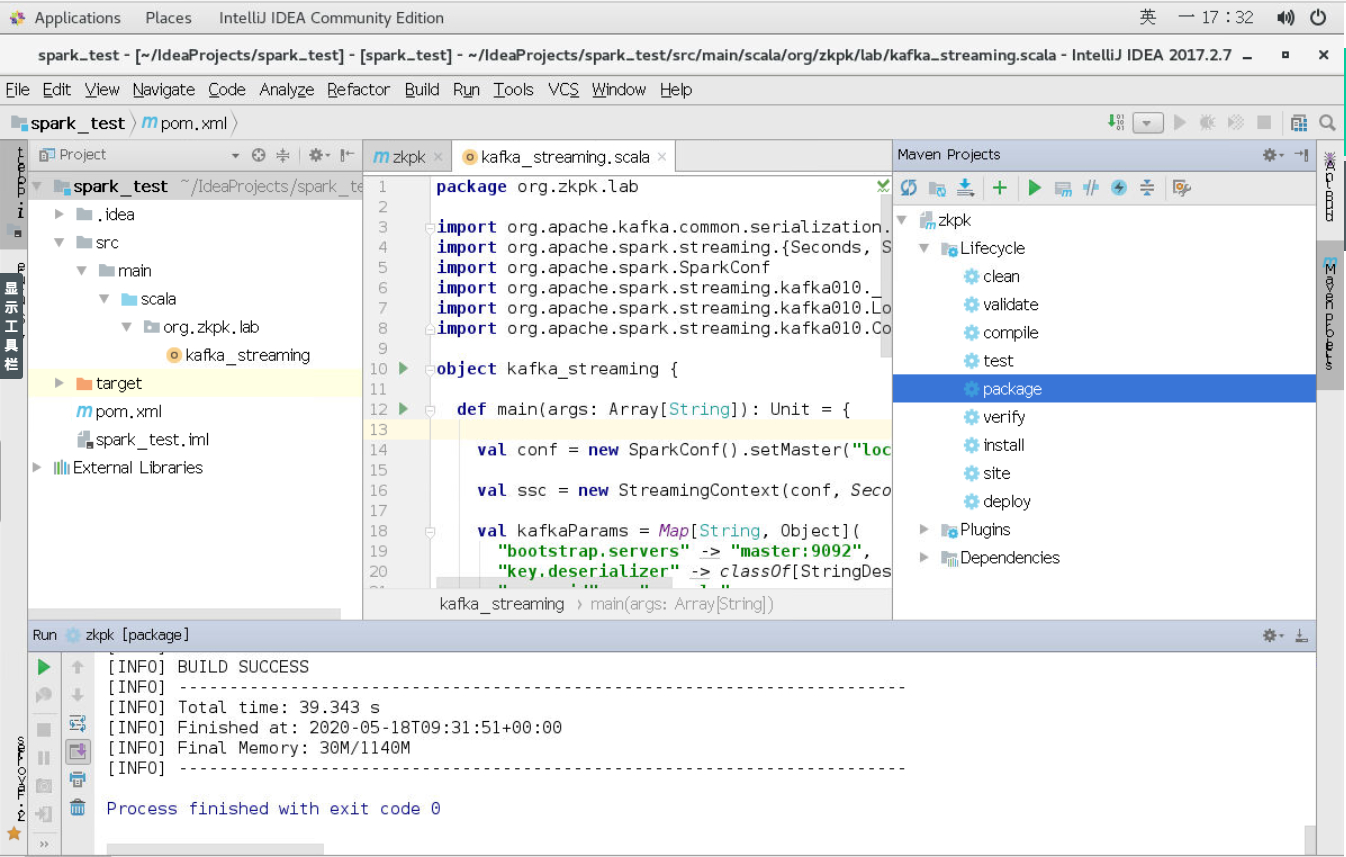 Applications Places IntelliJ IDEA Community Edition 英 一 17:32
spark_test - [~/IdeaProjects/spark_test] - [spark_test] - ~/IdeaProjects/spark_test/src/main/scala/org/zkpk/lab/kafka_streaming.scala - IntelliJ IDEA 2017.2.7
File Edit View Navigate Code Analyze Refactor Build Run Tools VCS Window Help
spark_test pom.xml
Project
zkpk kafka_streaming.scala
Maven Projects
spark_test ~/IdeaProjects/spark_te
.idea
src
main
scala
org.zkpk.lab
kafka_streaming
target
pom.xml
spark_test.iml
External Libraries
显示工具栏
1 package org.zkpk.lab
2
3 import org.apache.kafka.common.serialization.
4 import org.apache.spark.streaming.{Seconds, S
5 import org.apache.spark.SparkConf
6 import org.apache.spark.streaming.kafka010._
7 import org.apache.spark.streaming.kafka010.Lo
8 import org.apache.spark.streaming.kafka010.Co
9
10 object kafka_streaming {
11
12 def main(args: Array[String]): Unit = {
13
14 val conf = new SparkConf().setMaster("loc
15
16 val ssc = new StreamingContext(conf, Seco
17
18 val kafkaParams = Map[String, Object](
19 "bootstrap.servers" -> "master:9092",
20 "key.deserializer" -> classOf[StringDes
kafka_streaming › main(args: Array[String])
zkpk
Lifecycle
clean
validate
compile
test
package
verify
install
site
deploy
Plugins
Dependencies
Maven Projects
Run zkpk [package]
[INFO] BUILD SUCCESS
[INFO] ------------------------------------------------------------------------
[INFO] Total time: 39.343 s
[INFO] Finished at: 2020-05-18T09:31:51+00:00
[INFO] Final Memory: 30M/1140M
[INFO] ------------------------------------------------------------------------
Process finished with exit code 0